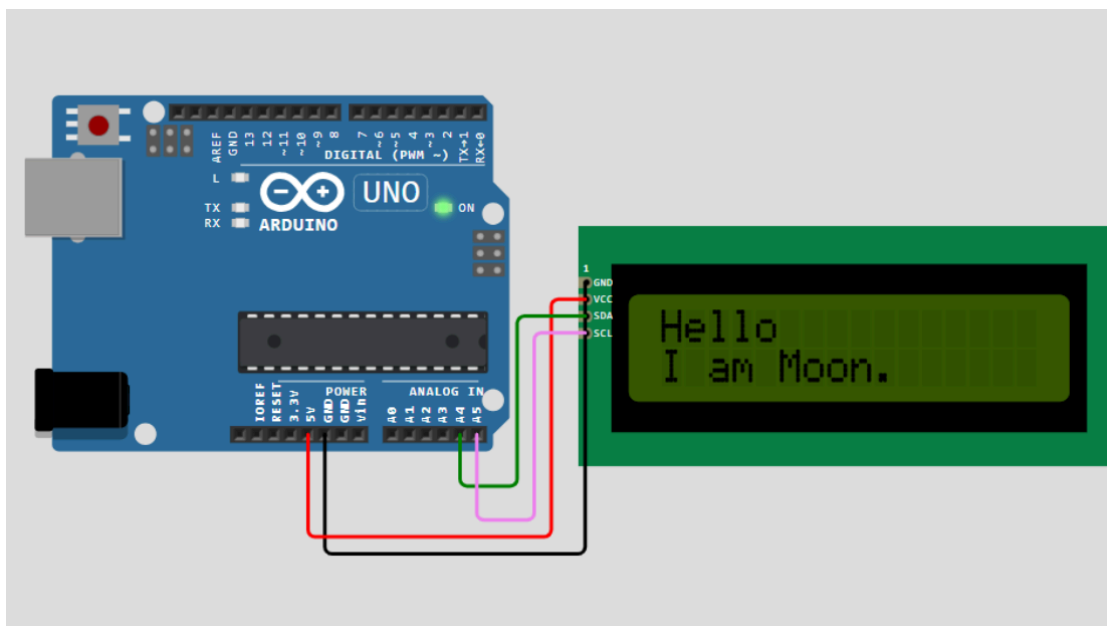 AREF
GND
13
12
~11
~10
~9
8
7
~6
~5
4
~3
2
TX→1
RX←0
DIGITAL (PWM ~)
L
TX
RX
ARDUINO
UNO
ON
1
GND
VCC
SDA
SCL
Hello
I am Moon.
POWER
ANALOG IN
IOREF
RESET
3.3V
5V
GND
GND
Vin
A0
A1
A2
A3
A4
A5